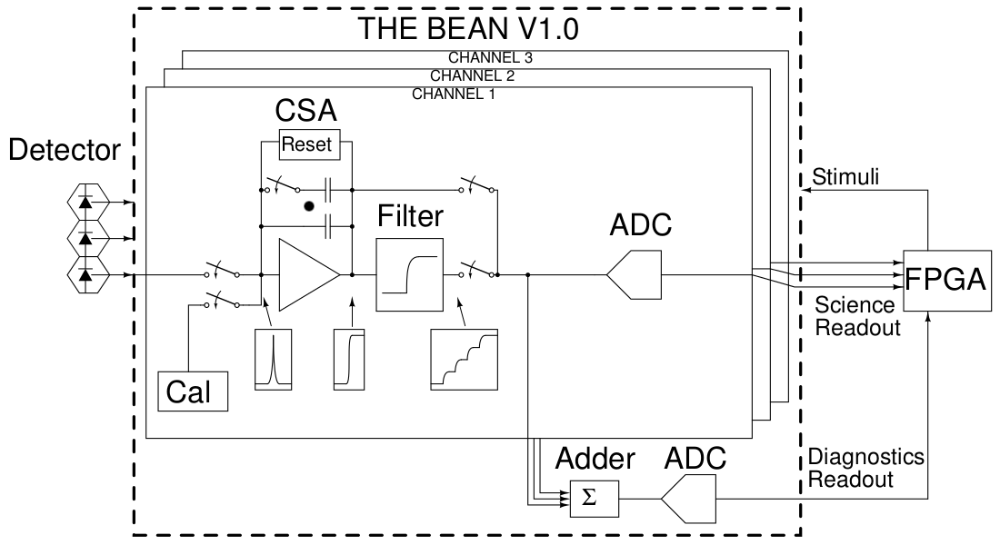 THE BEAN V1.0
CHANNEL 3
CHANNEL 2
CHANNEL 1
CSA
Reset
Detector
Stimuli
Filter
ADC
FPGA
Science
Readout
Cal
Adder
ADC
Diagnostics
Readout
Σ